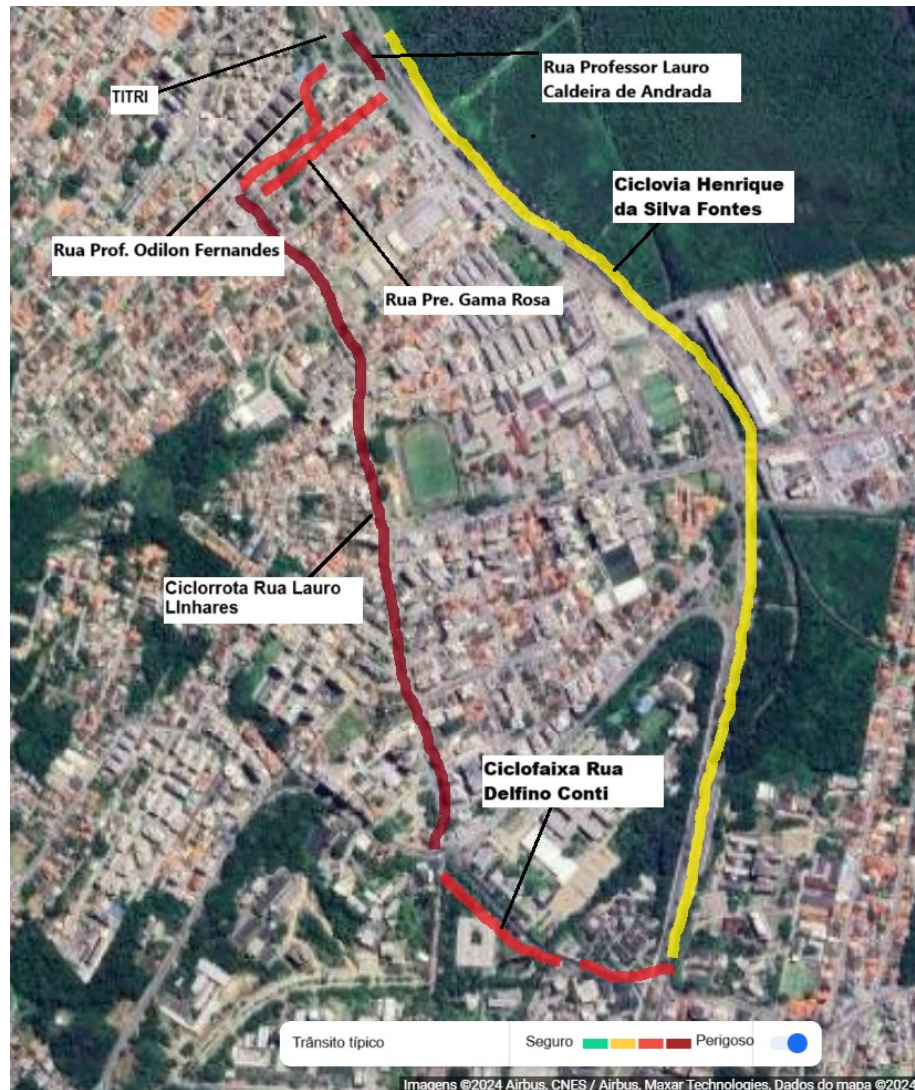 Rua Professor Lauro
Caldeira de Andrada
TITRI
Ciclovia Henrique
da Silva Fontes
Rua Prof. Odilon Fernandes
Rua Pre. Gama Rosa
Ciclorrota Rua Lauro
LInhares
Ciclofaixa Rua
Delfino Conti
Trânsito típico
Seguro
Perigoso
Imagens ©2024 Airbus, CNES / Airbus, Maxar Technologies, Dados do mapa